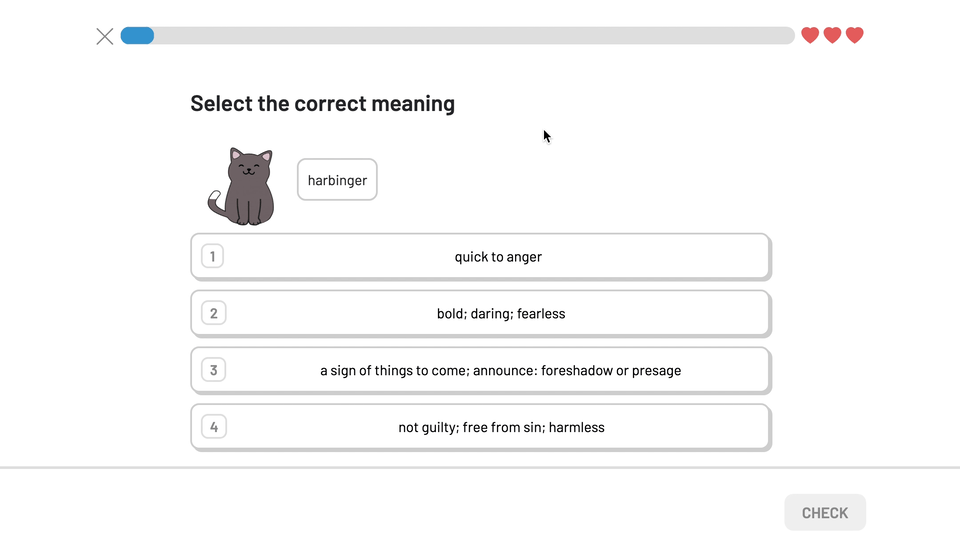 Select the correct meaning
harbinger
1 quick to anger
2 bold; daring; fearless
3 a sign of things to come; announce: foreshadow or presage
4 not guilty; free from sin; harmless
CHECK